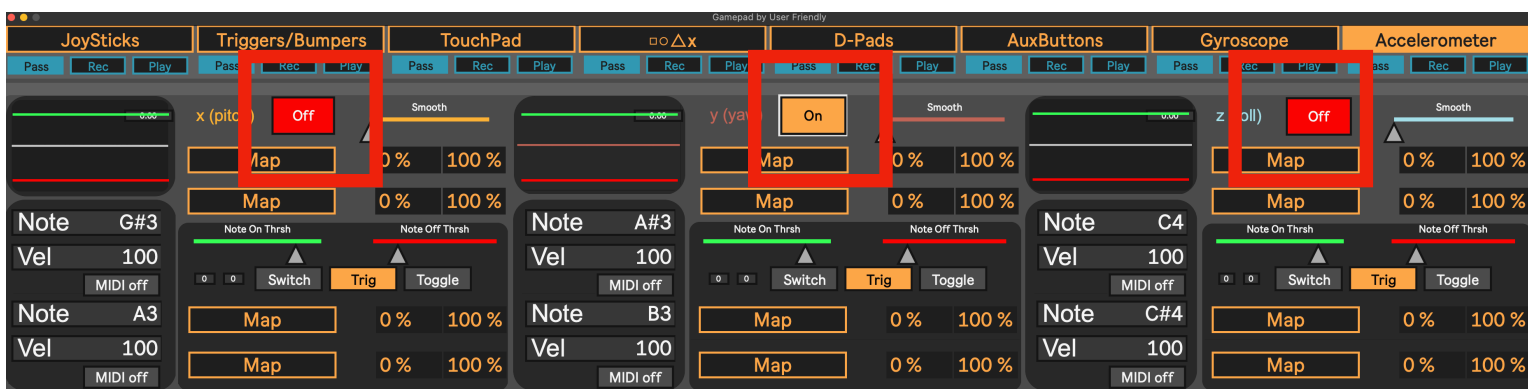 Gamepad by User Friendly
JoySticks Triggers/Bumpers TouchPad □○△x D-Pads AuxButtons Gyroscope Accelerometer
Pass Rec Play Pass Rec Play Pass Rec Play Pass Rec Play Pass Rec Play Pass Rec Play Pass Rec Play Pass Rec Play
0.00 x (pitch) Off Smooth 0.00 y (yaw) On Smooth 0.00 z (roll) Off Smooth
Map 0 % 100 % Map 0 % 100 % Map 0 % 100 %
Map 0 % 100 % Map 0 % 100 % Map 0 % 100 %
Note G#3 Note On Thrsh Note Off Thrsh Note A#3 Note On Thrsh Note Off Thrsh Note C4 Note On Thrsh Note Off Thrsh
Vel 100 Vel 100 Vel 100
MIDI off 0 0 Switch Trig Toggle MIDI off 0 0 Switch Trig Toggle MIDI off 0 0 Switch Trig Toggle
Note A3 Map 0 % 100 % Note B3 Map 0 % 100 % Note C#4 Map 0 % 100 %
Vel 100 Vel 100 Vel 100
MIDI off Map 0 % 100 % MIDI off Map 0 % 100 % MIDI off Map 0 % 100 %